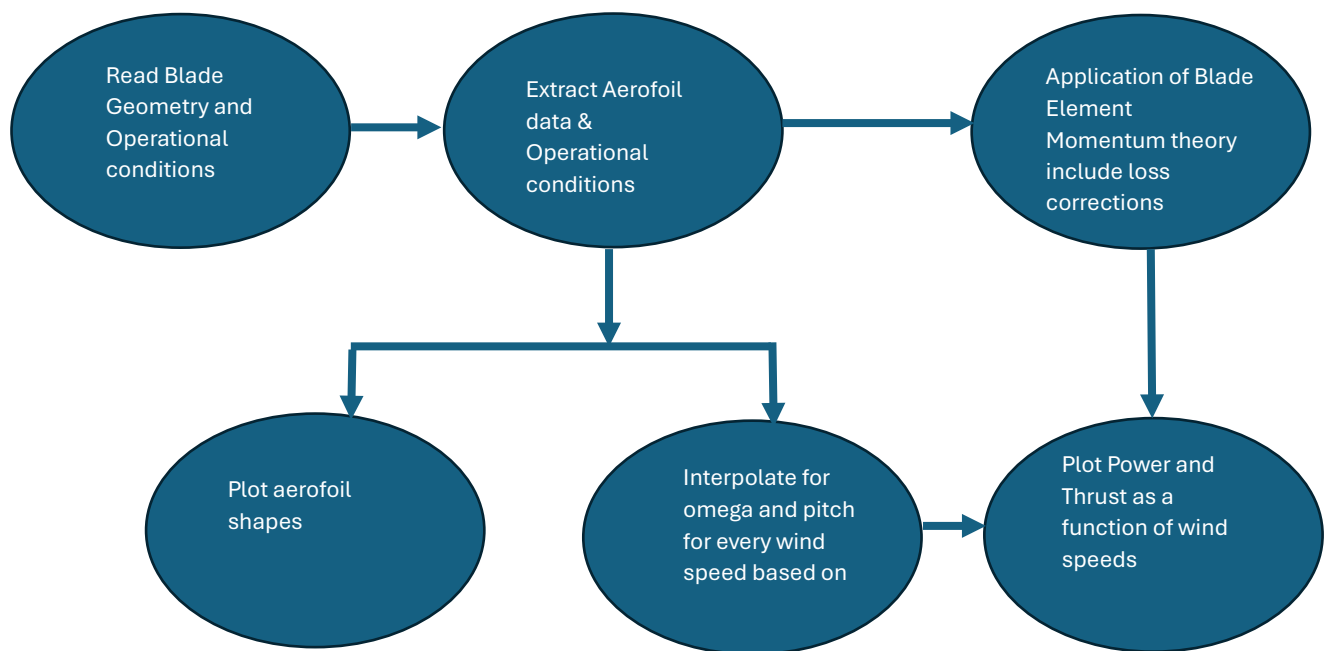 Read Blade
Geometry and
Operational
conditions
Extract Aerofoil
data &
Operational
conditions
Application of Blade
Element
Momentum theory
include loss
corrections
Plot aerofoil
shapes
Interpolate for
omega and pitch
for every wind
speed based on
Plot Power and
Thrust as a
function of wind
speeds